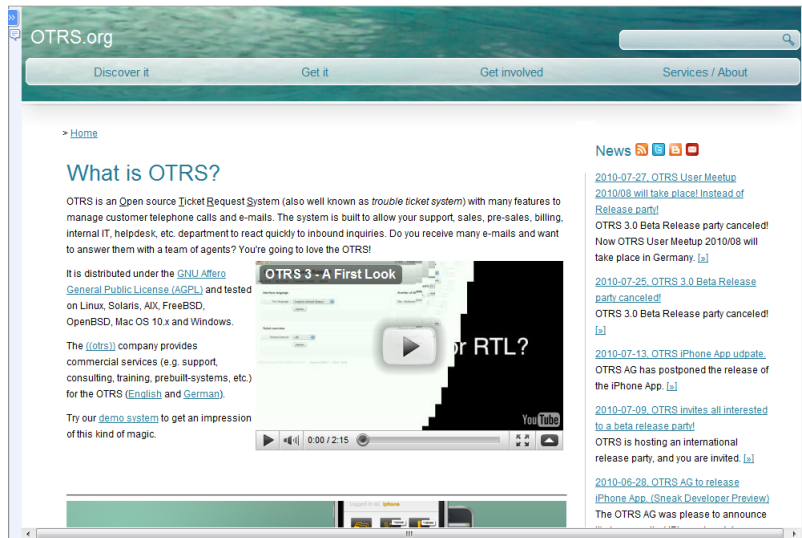 OTRS.org
Discover it
Get it
Get involved
Services / About
> Home
What is OTRS?
OTRS is an Open source Ticket Request System (also well known as trouble ticket system) with many features to
manage customer telephone calls and e-mails. The system is built to allow your support, sales, pre-sales, billing,
internal IT, helpdesk, etc. department to react quickly to inbound inquiries. Do you receive many e-mails and want
to answer them with a team of agents? You're going to love the OTRS!
It is distributed under the GNU Affero
General Public License (AGPL) and tested
on Linux, Solaris, AIX, FreeBSD,
OpenBSD, Mac OS 10.x and Windows.
The ((otrs)) company provides
commercial services (e.g. support,
consulting, training, prebuilt-systems, etc.)
for the OTRS (English and German).
Try our demo system to get an impression
of this kind of magic.
OTRS 3 - A First Look
or RTL?
YouTube
0:00 / 2:15
News
2010-07-27, OTRS User Meetup
2010/08 will take place! Instead of
Release party!
OTRS 3.0 Beta Release party canceled!
Now OTRS User Meetup 2010/08 will
take place in Germany. [»]
2010-07-25, OTRS 3.0 Beta Release
party canceled!
OTRS 3.0 Beta Release party canceled!
[»]
2010-07-13, OTRS iPhone App udpate.
OTRS AG has postponed the release of
the iPhone App. [»]
2010-07-09, OTRS invites all interested
to a beta release party!
OTRS is hosting an international
release party, and you are invited. [»]
2010-06-28, OTRS AG to release
iPhone App. (Sneak Developer Preview)
The OTRS AG was please to announce